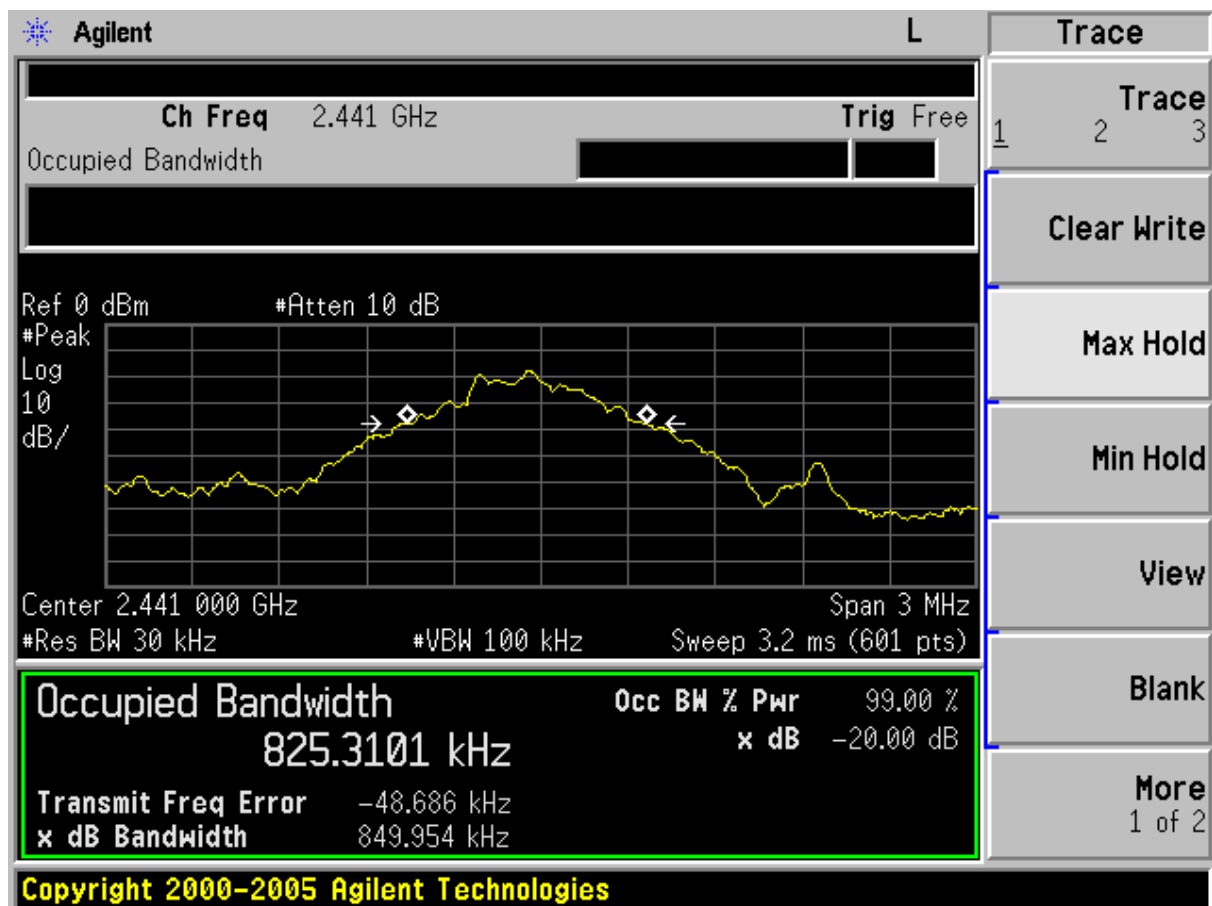 Agilent L Trace
Ch Freq 2.441 GHz Trig Free
Occupied Bandwidth
Trace
1 2 3
Clear Write
Max Hold
Min Hold
View
Blank
More
1 of 2
Ref 0 dBm #Atten 10 dB
#Peak
Log
10
dB/
Center 2.441 000 GHz Span 3 MHz
#Res BW 30 kHz #VBW 100 kHz Sweep 3.2 ms (601 pts)
Occupied Bandwidth Occ BW % Pwr 99.00 %
825.3101 kHz x dB -20.00 dB
Transmit Freq Error -48.686 kHz
x dB Bandwidth 849.954 kHz
Copyright 2000-2005 Agilent Technologies